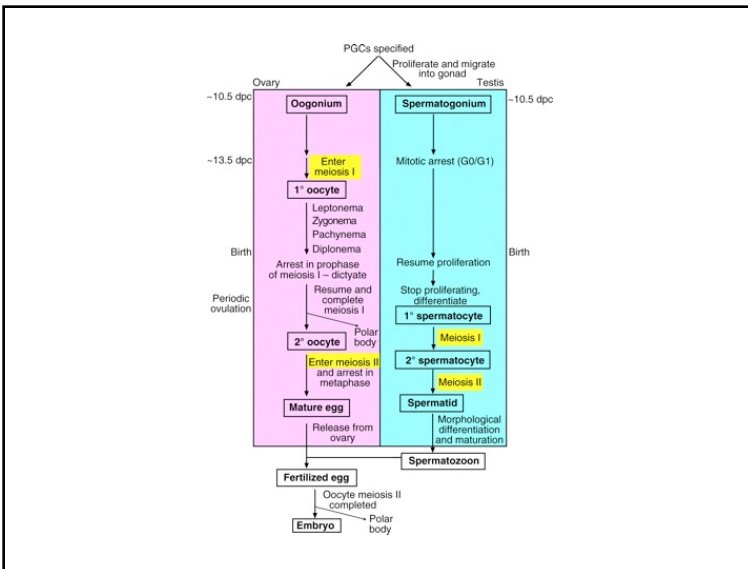 PGCs specified
Proliferate and migrate
into gonad
Ovary
Testis
~10.5 dpc
Oogonium
Spermatogonium
~10.5 dpc
~13.5 dpc
Enter
meiosis I
Mitotic arrest (G0/G1)
1° oocyte
Leptonema
Zygonema
Pachynema
Diplonema
Birth
Birth
Arrest in prophase
of meiosis I – dictyate
Resume proliferation
Periodic
ovulation
Resume and
complete
meiosis I
Stop proliferating,
differentiate
1° spermatocyte
Polar
body
Meiosis I
2° oocyte
2° spermatocyte
Enter meiosis II
and arrest in
metaphase
Meiosis II
Mature egg
Spermatid
Release from
ovary
Morphological
differentiation
and maturation
Spermatozoon
Fertilized egg
Oocyte meiosis II
completed
Embryo
Polar
body